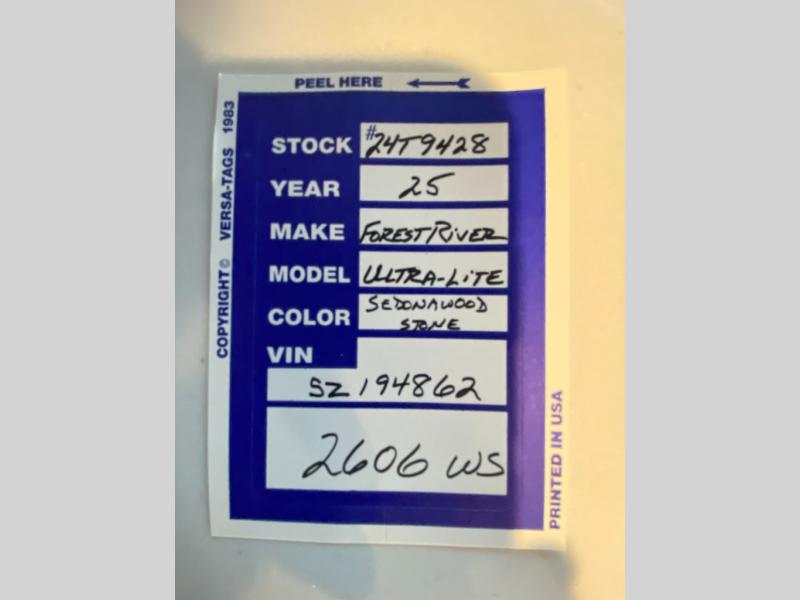 PEEL HERE
COPYRIGHT© VERSA-TAGS 1983
STOCK #24T9428
YEAR 25
MAKE FOREST RIVER
MODEL ULTRA-LITE
COLOR SEDONAWOOD
STONE
VIN
SZ194862
2606 WS
PRINTED IN USA